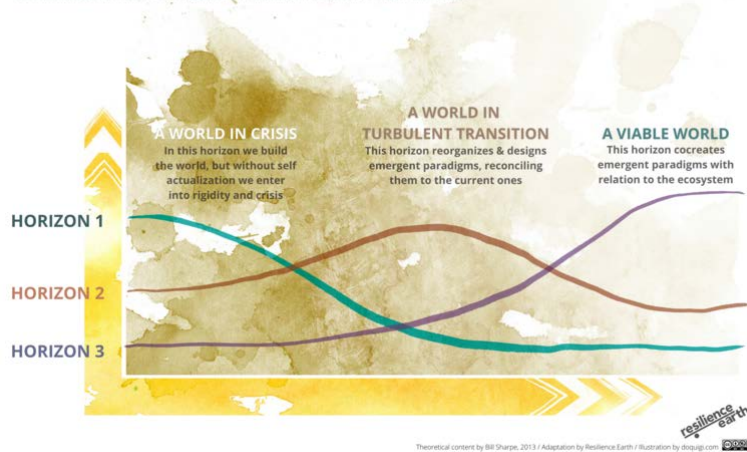 A WORLD IN CRISIS
In this horizon we build
the world, but without self
actualization we enter
into rigidity and crisis
A WORLD IN
TURBULENT TRANSITION
This horizon reorganizes & designs
emergent paradigms, reconciling
them to the current ones
A VIABLE WORLD
This horizon cocreates
emergent paradigms with
relation to the ecosystem
HORIZON 1
HORIZON 2
HORIZON 3
resilience
earth
Theoretical content by Bill Sharpe, 2013 / Adaptation by Resilience.Earth / Illustration by doquigi.com